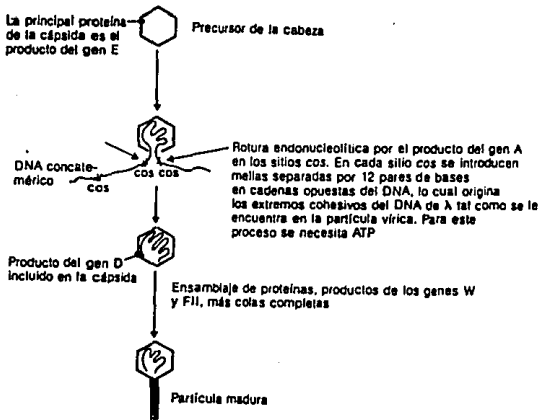 La principal proteína
de la cápsida es el
producto del gen E
Precursor de la cabeza
DNA concate-
mérico
cos
cos cos
Rotura endonucleolítica por el producto del gen A
en los sitios cos. En cada sitio cos se introducen
mellas separadas por 12 pares de bases
en cadenas opuestas del DNA, lo cual origina
los extremos cohesivos del DNA de λ tal como se le
encuentra en la partícula vírica. Para este
proceso se necesita ATP
Producto del gen D
incluido en la cápsida
Ensamblaje de proteínas, productos de los genes W
y FII, más colas completas
Partícula madura